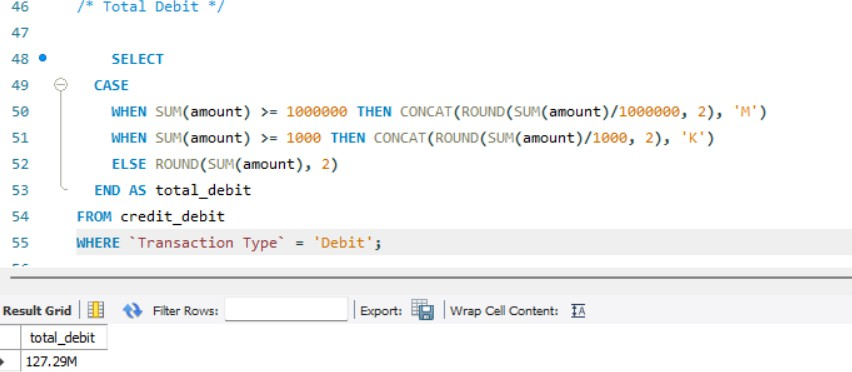 46 /* Total Debit */
47
48 SELECT
49 CASE
50 WHEN SUM(amount) >= 1000000 THEN CONCAT(ROUND(SUM(amount)/1000000, 2), 'M')
51 WHEN SUM(amount) >= 1000 THEN CONCAT(ROUND(SUM(amount)/1000, 2), 'K')
52 ELSE ROUND(SUM(amount), 2)
53 END AS total_debit
54 FROM credit_debit
55 WHERE `Transaction Type` = 'Debit';
Result Grid Filter Rows: Export: Wrap Cell Content:
total_debit
127.29M